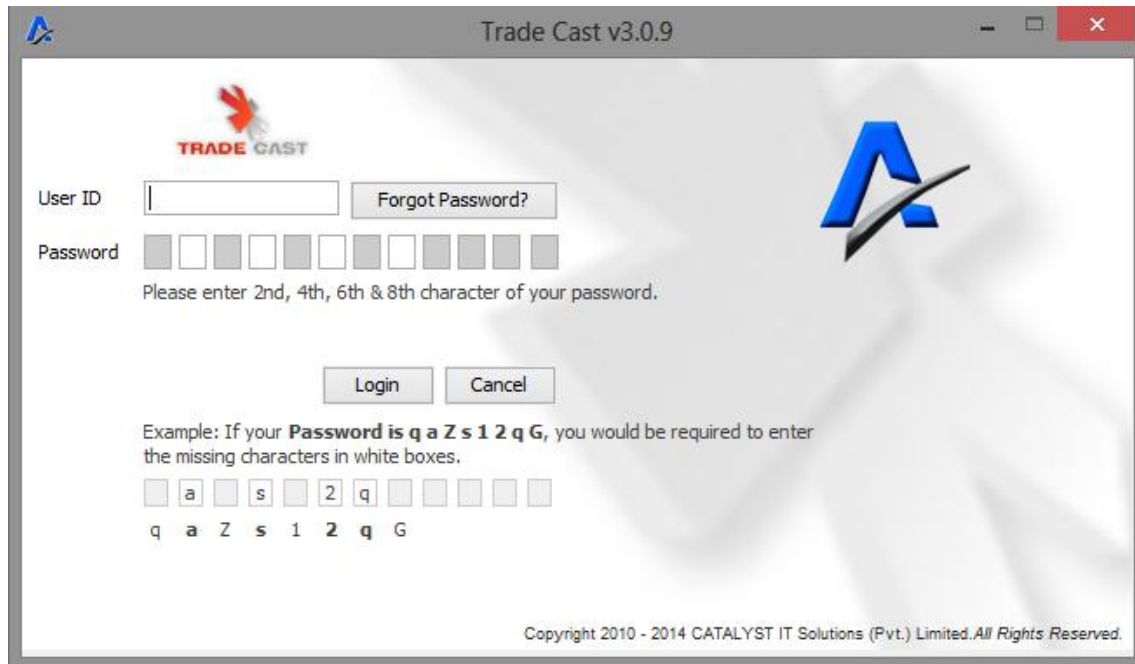 Trade Cast v3.0.9
TRADE CAST
User ID
Forgot Password?
Password
Please enter 2nd, 4th, 6th & 8th character of your password.
Login Cancel
Example: If your Password is q a Z s 1 2 q G, you would be required to enter
the missing characters in white boxes.
a s 2 q
q a Z s 1 2 q G
Copyright 2010 - 2014 CATALYST IT Solutions (Pvt.) Limited.All Rights Reserved.